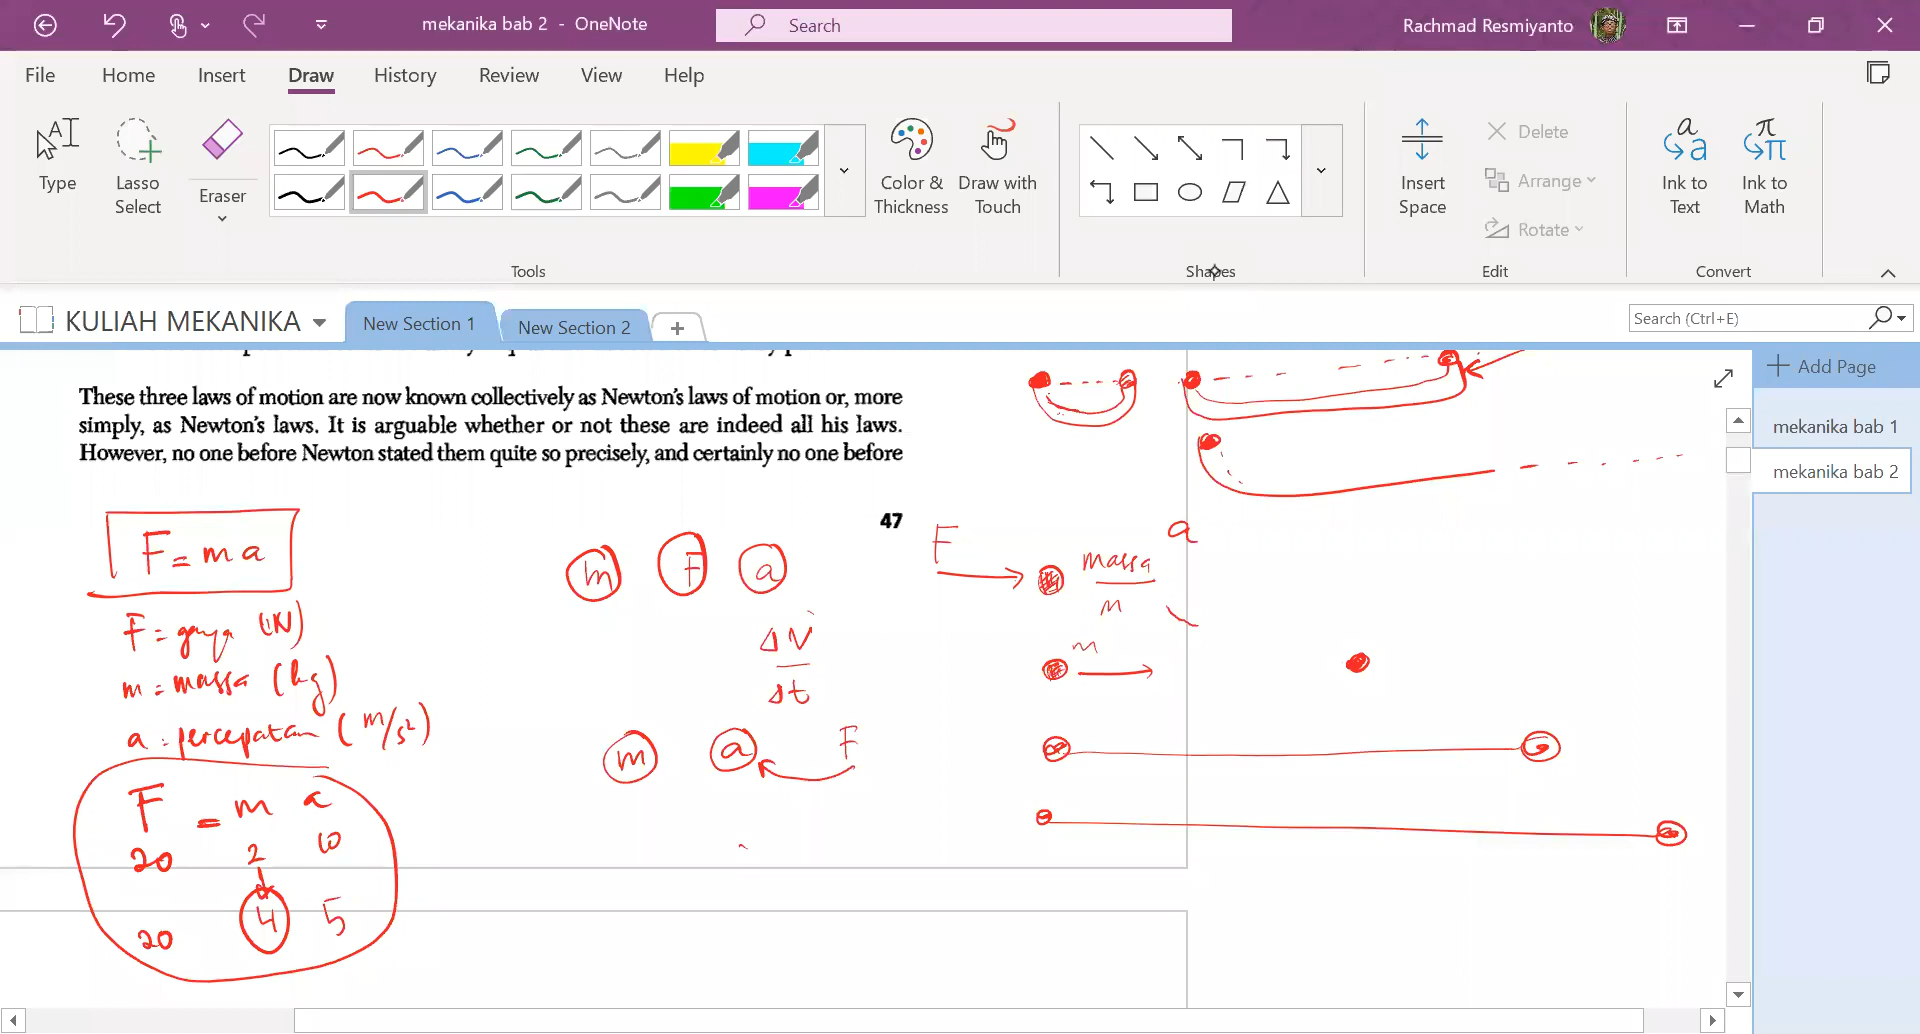 mekanika bab 2 - OneNote
Search
Rachmad Resmiyanto
File Home Insert Draw History Review View Help
Type
Lasso Select
Eraser
Color & Thickness
Draw with Touch
Insert Space
Delete
Arrange
Rotate
Ink to Text
Ink to Math
Tools
Shapes
Edit
Convert
KULIAH MEKANIKA
New Section 1
New Section 2
Search (Ctrl+E)
Add Page
mekanika bab 1
mekanika bab 2
These three laws of motion are now known collectively as Newton's laws of motion or, more
simply, as Newton's laws. It is arguable whether or not these are indeed all his laws.
However, no one before Newton stated them quite so precisely, and certainly no one before
47
F = m a
F = gaya (N)
m = massa (kg)
a = percepatan (m/s²)
F = m a
20 2 10
20 4 5
m F a
ΔV
Δt
m a F
F
massa
m
a
m